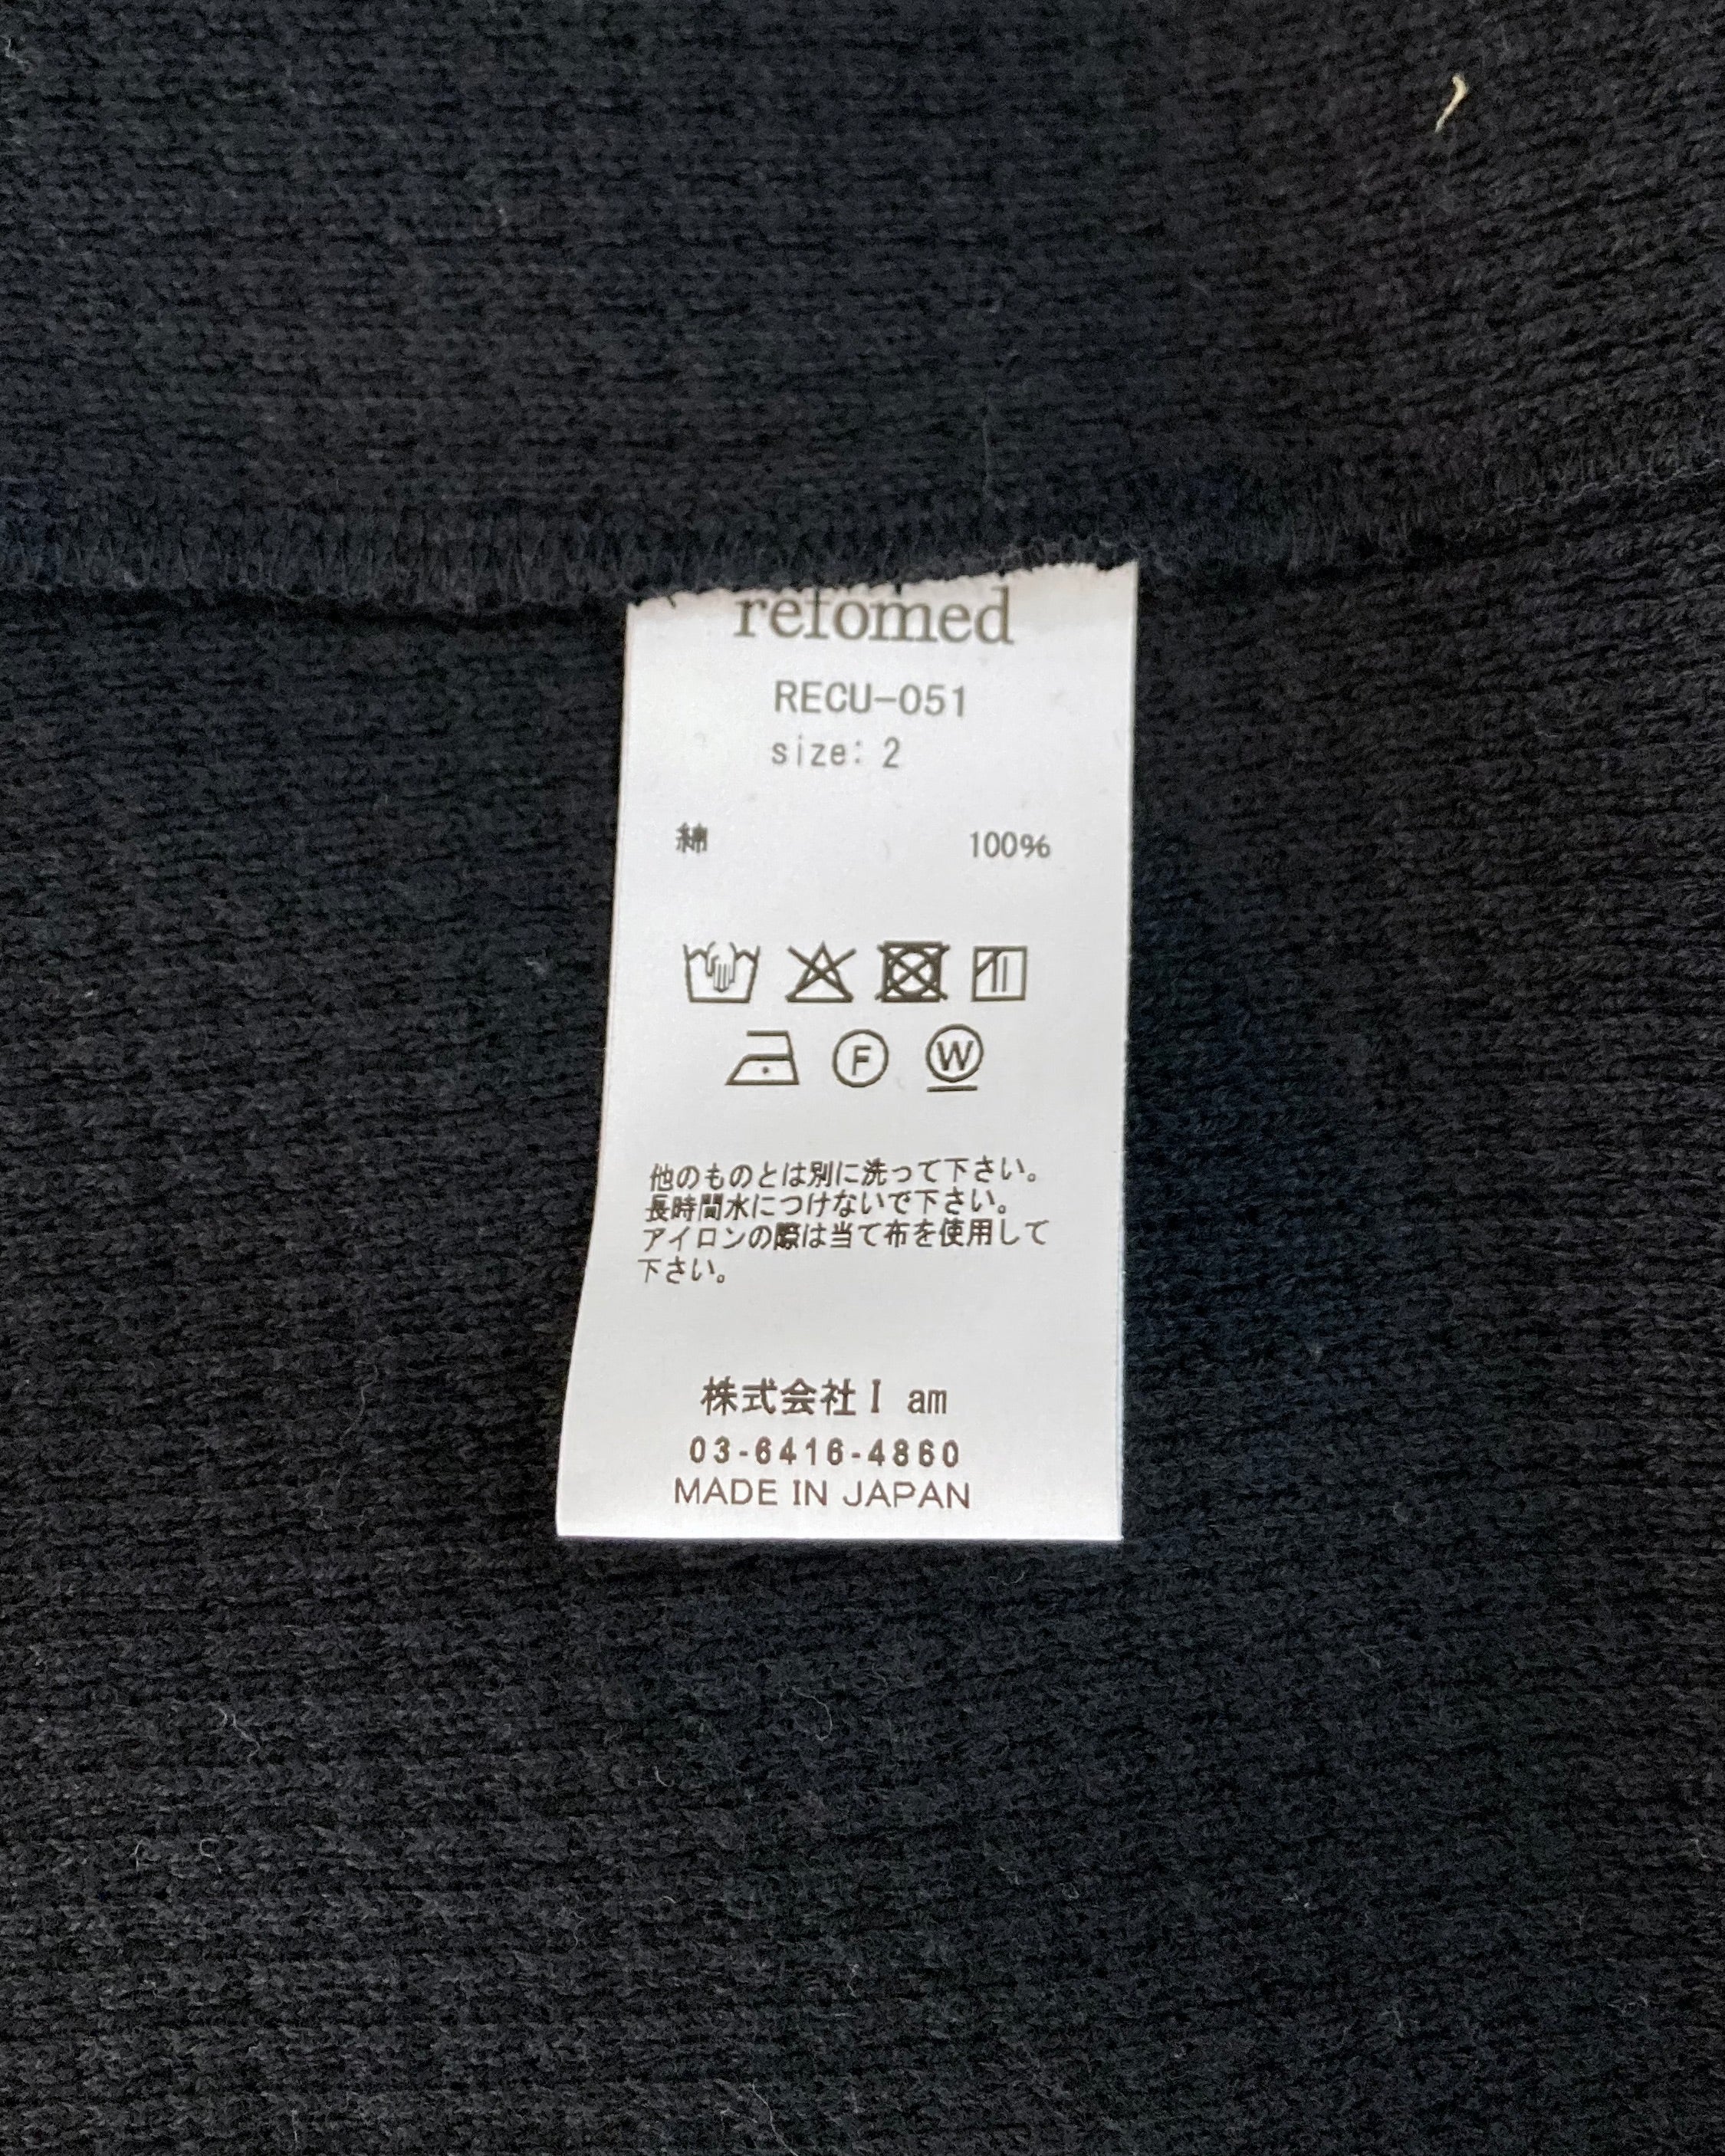 refomed
RECU-051
size: 2
綿 100%
F W
他のものとは別に洗って下さい。
長時間水につけないで下さい。
アイロンの際は当て布を使用して
下さい。
株式会社I am
03-6416-4860
MADE IN JAPAN